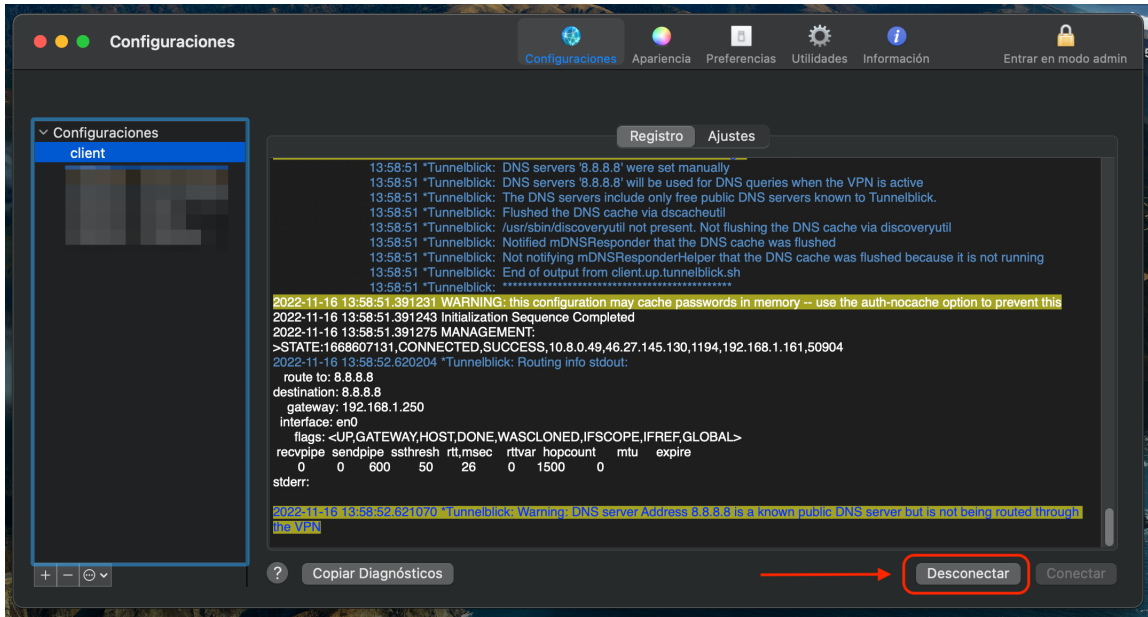 Configuraciones
Configuraciones
Apariencia
Preferencias
Utilidades
Información
Entrar en modo admin
Configuraciones
client
Registro
Ajustes
13:58:51 *Tunnelblick: DNS servers '8.8.8.8' were set manually
13:58:51 *Tunnelblick: DNS servers '8.8.8.8' will be used for DNS queries when the VPN is active
13:58:51 *Tunnelblick: The DNS servers include only free public DNS servers known to Tunnelblick.
13:58:51 *Tunnelblick: Flushed the DNS cache via dscacheutil
13:58:51 *Tunnelblick: /usr/sbin/discoveryutil not present. Not flushing the DNS cache via discoveryutil
13:58:51 *Tunnelblick: Notified mDNSResponder that the DNS cache was flushed
13:58:51 *Tunnelblick: Not notifying mDNSResponderHelper that the DNS cache was flushed because it is not running
13:58:51 *Tunnelblick: End of output from client.up.tunnelblick.sh
13:58:51 *Tunnelblick: **********************************************
2022-11-16 13:58:51.391231 WARNING: this configuration may cache passwords in memory -- use the auth-nocache option to prevent this
2022-11-16 13:58:51.391243 Initialization Sequence Completed
2022-11-16 13:58:51.391275 MANAGEMENT:
>STATE:1668607131,CONNECTED,SUCCESS,10.8.0.49,46.27.145.130,1194,192.168.1.161,50904
2022-11-16 13:58:52.620204 *Tunnelblick: Routing info stdout:
route to: 8.8.8.8
destination: 8.8.8.8
gateway: 192.168.1.250
interface: en0
flags: <UP,GATEWAY,HOST,DONE,WASCLONED,IFSCOPE,IFREF,GLOBAL>
recvpipe sendpipe ssthresh rtt,msec rttvar hopcount mtu expire
0 0 600 50 26 0 1500 0
stderr:
2022-11-16 13:58:52.621070 *Tunnelblick: Warning: DNS server Address 8.8.8.8 is a known public DNS server but is not being routed through
the VPN
? Copiar Diagnósticos
Desconectar
Conectar